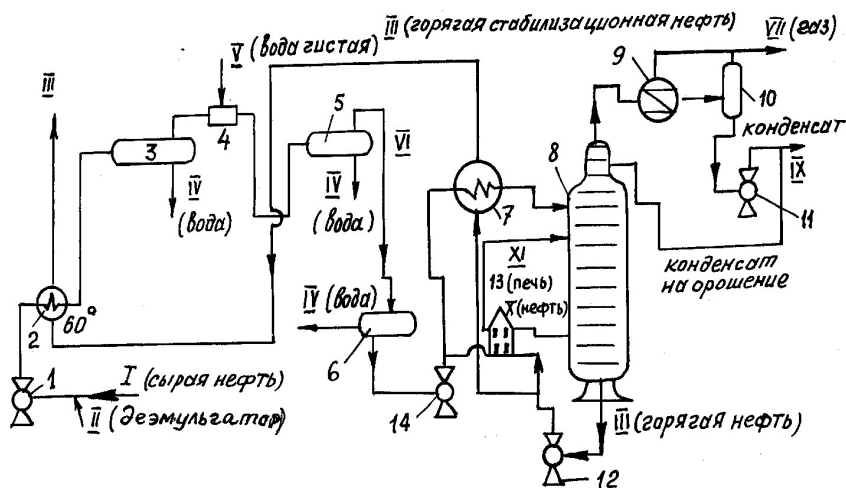 III (горячая стабилизационная нефть)
VII (газ)
V (вода чистая)
III
9
10
4
5
3
VI
8
конденсат
IX
IV
(вода)
IV
(вода)
7
11
XI
13 (печь)
X (нефть)
конденсат
на орошение
2
60°
IV (вода)
6
1
I (сырая нефть)
II (деэмульгатор)
14
III (горячая нефть)
12